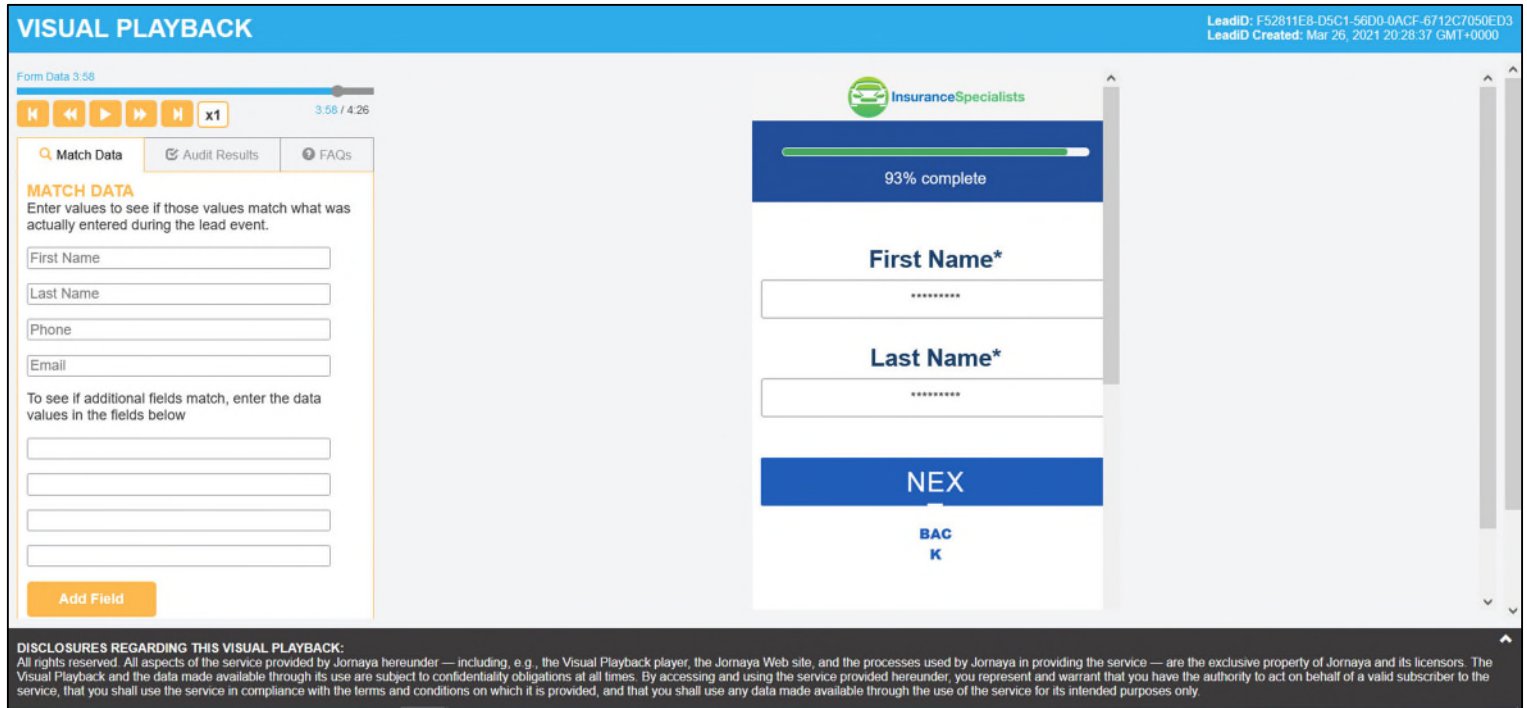 VISUAL PLAYBACK
LeadiD: F52811E8-D5C1-56D0-0ACF-6712C7050ED3
LeadiD Created: Mar 26, 2021 20:28:37 GMT+0000
Form Data 3:58
x1
3:58 / 4:26
Match Data
Audit Results
FAQs
MATCH DATA
Enter values to see if those values match what was
actually entered during the lead event.
First Name
Last Name
Phone
Email
To see if additional fields match, enter the data
values in the fields below
Add Field
InsuranceSpecialists
93% complete
First Name*
*********
Last Name*
*********
NEX
BAC
K
DISCLOSURES REGARDING THIS VISUAL PLAYBACK:
All rights reserved. All aspects of the service provided by Jornaya hereunder — including, e.g., the Visual Playback player, the Jornaya Web site, and the processes used by Jornaya in providing the service — are the exclusive property of Jornaya and its licensors. The
Visual Playback and the data made available through its use are subject to confidentiality obligations at all times. By accessing and using the service provided hereunder, you represent and warrant that you have the authority to act on behalf of a valid subscriber to the
service, that you shall use the service in compliance with the terms and conditions on which it is provided, and that you shall use any data made available through the use of the service for its intended purposes only.